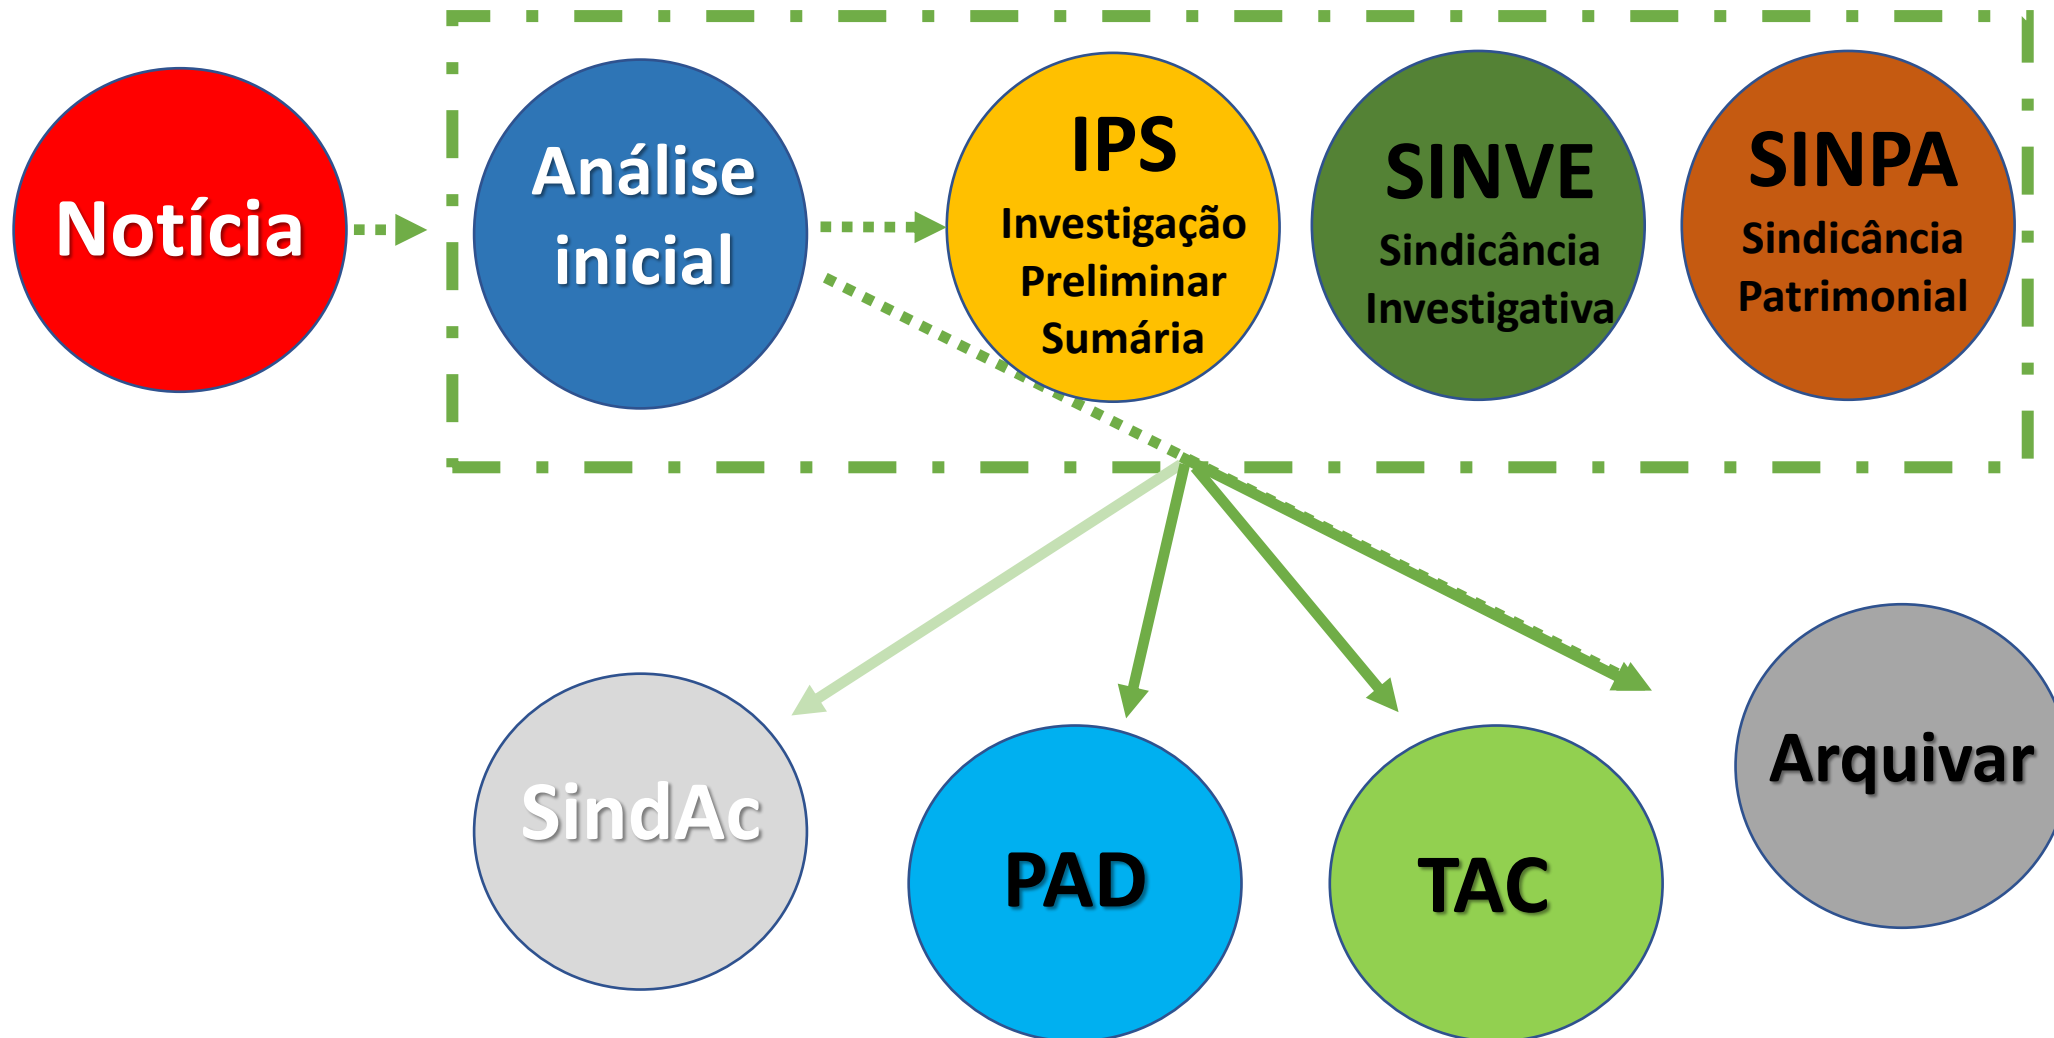 Notícia
Análise
inicial
IPS
Investigação
Preliminar
Sumária
SINVE
Sindicância
Investigativa
SINPA
Sindicância
Patrimonial
SindAc
PAD
TAC
Arquivar